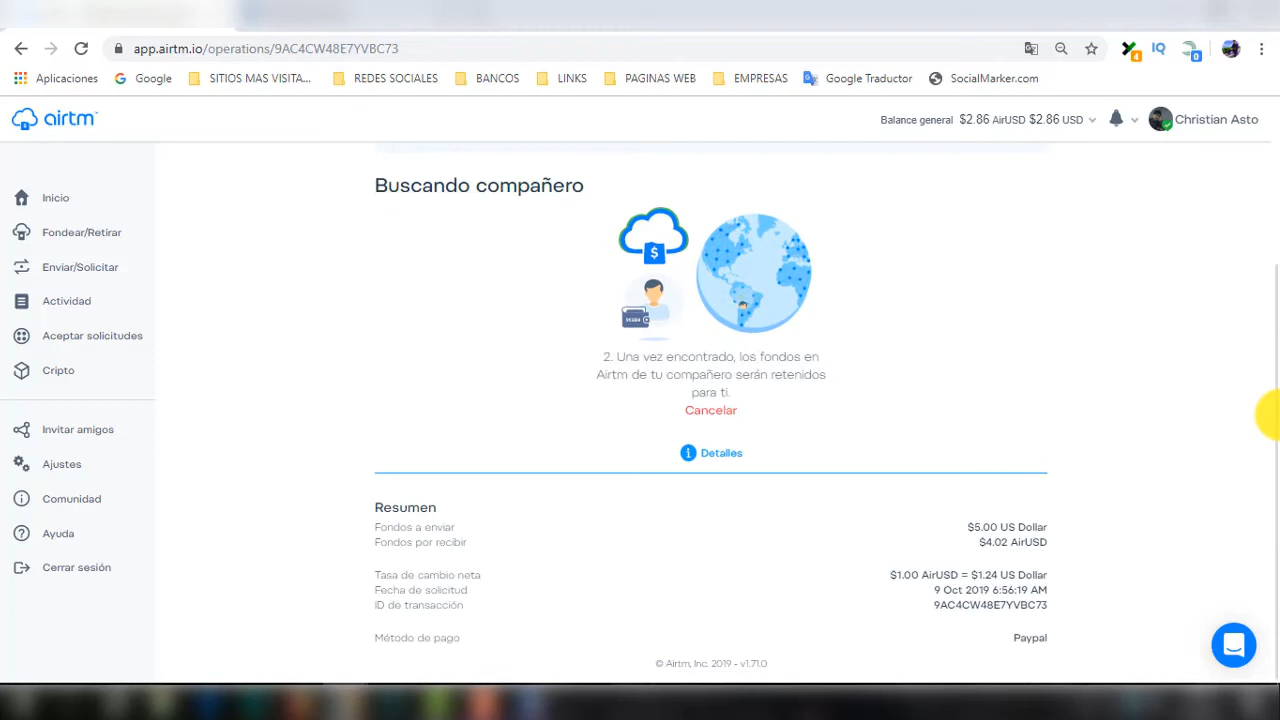 app.airtm.io/operations/9AC4CW48E7YVBC73
4
0
Aplicaciones Google SITIOS MAS VISITA... REDES SOCIALES BANCOS LINKS PAGINAS WEB EMPRESAS Google Traductor SocialMarker.com
airtm
Balance general $2.86 AirUSD $2.86 USD Christian Asto
Inicio
Fondear/Retirar
Enviar/Solicitar
Actividad
Aceptar solicitudes
Cripto
Invitar amigos
Ajustes
Comunidad
Ayuda
Cerrar sesión
Buscando compañero
$
2. Una vez encontrado, los fondos en
Airtm de tu compañero serán retenidos
para ti.
Cancelar
Detalles
Resumen
Fondos a enviar $5.00 US Dollar
Fondos por recibir $4.02 AirUSD
Tasa de cambio neta $1.00 AirUSD = $1.24 US Dollar
Fecha de solicitud 9 Oct 2019 6:56:19 AM
ID de transacción 9AC4CW48E7YVBC73
Método de pago Paypal
© Airtm, Inc. 2019 - v1.71.0